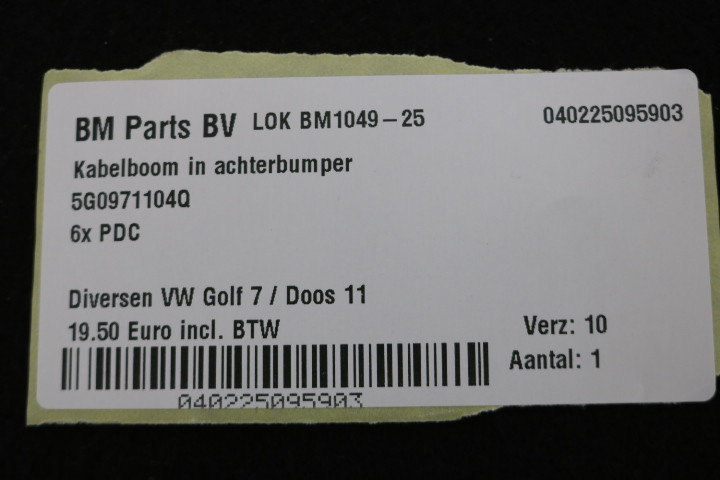 BM Parts BV LOK BM1049-25 040225095903
Kabelboom in achterbumper
5G0971104Q
6x PDC
Diversen VW Golf 7 / Doos 11
19.50 Euro incl. BTW Verz: 10
Aantal: 1
040225095903